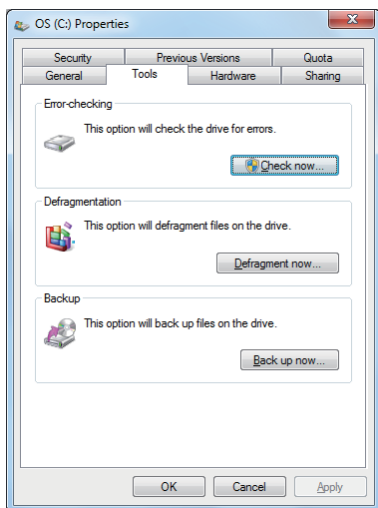 OS (C:) Properties
Security Previous Versions Quota
General Tools Hardware Sharing
Error-checking
This option will check the drive for errors.
Check now...
Defragmentation
This option will defragment files on the drive.
Defragment now...
Backup
This option will back up files on the drive.
Back up now...
OK Cancel Apply